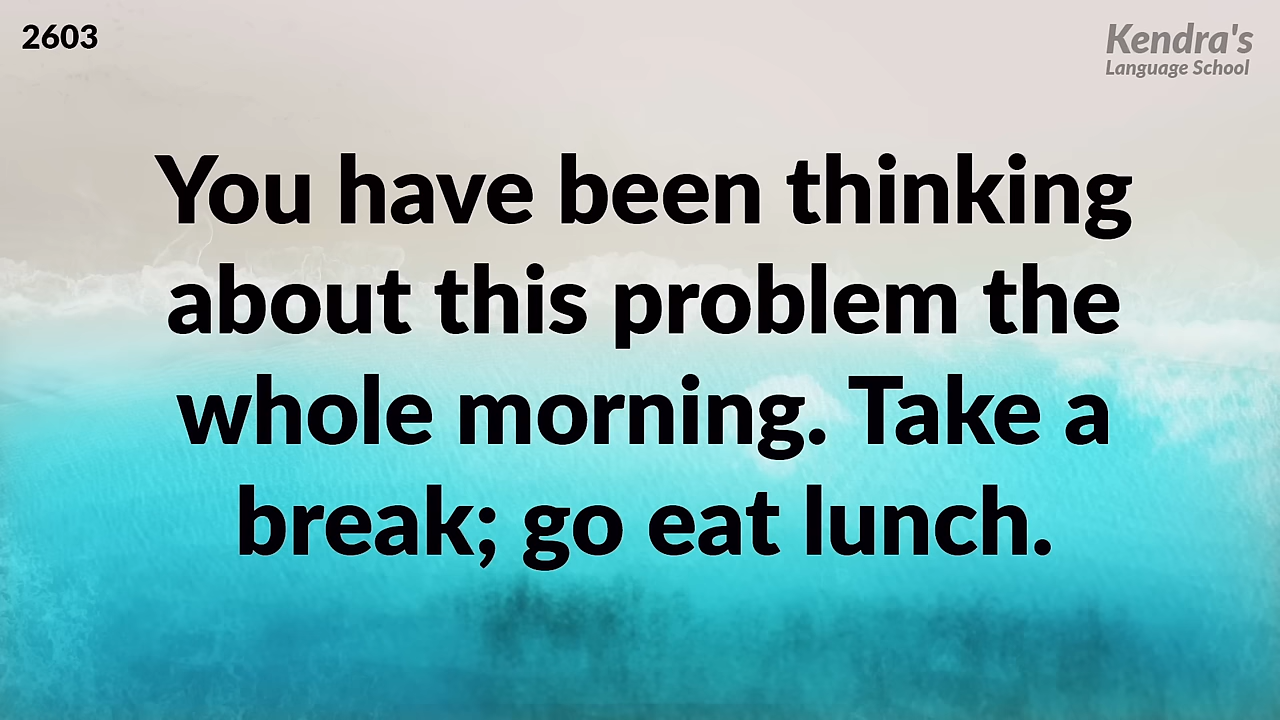 2603
Kendra's
Language School
You have been thinking
about this problem the
whole morning. Take a
break; go eat lunch.